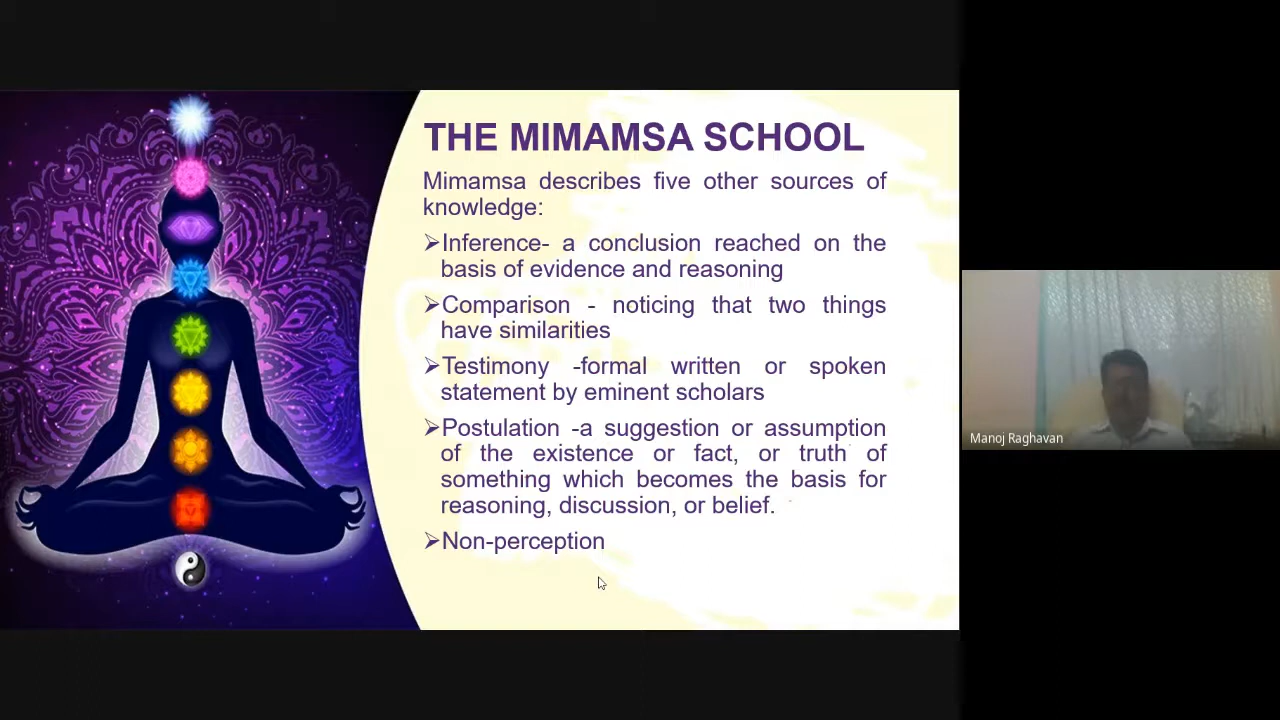 THE MIMAMSA SCHOOL
Mimamsa describes five other sources of
knowledge:
➢Inference- a conclusion reached on the
basis of evidence and reasoning
➢Comparison - noticing that two things
have similarities
➢Testimony -formal written or spoken
statement by eminent scholars
➢Postulation -a suggestion or assumption
of the existence or fact, or truth of
something which becomes the basis for
reasoning, discussion, or belief.
➢Non-perception
Manoj Raghavan